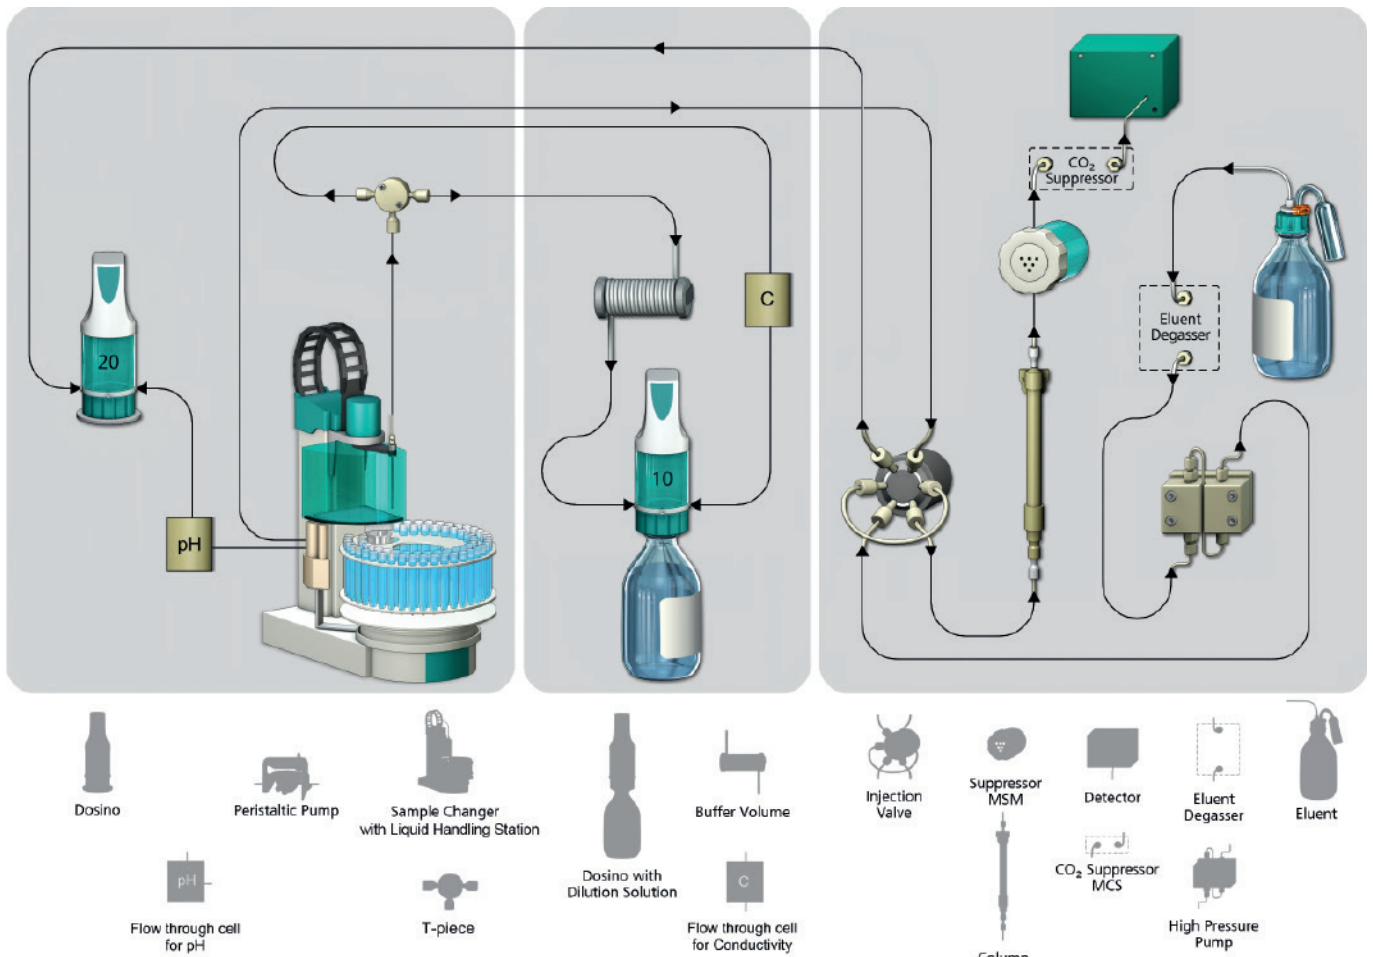 CO₂
Suppressor
20
C
Eluent
Degasser
10
pH
Dosino
Peristaltic Pump
Sample Changer
with Liquid Handling Station
Buffer Volume
Injection
Valve
Suppressor
MSM
Detector
Eluent
Degasser
Eluent
pH
Flow through cell
for pH
T-piece
Dosino with
Dilution Solution
C
Flow through cell
for Conductivity
CO₂ Suppressor
MCS
High Pressure
Pump
Column